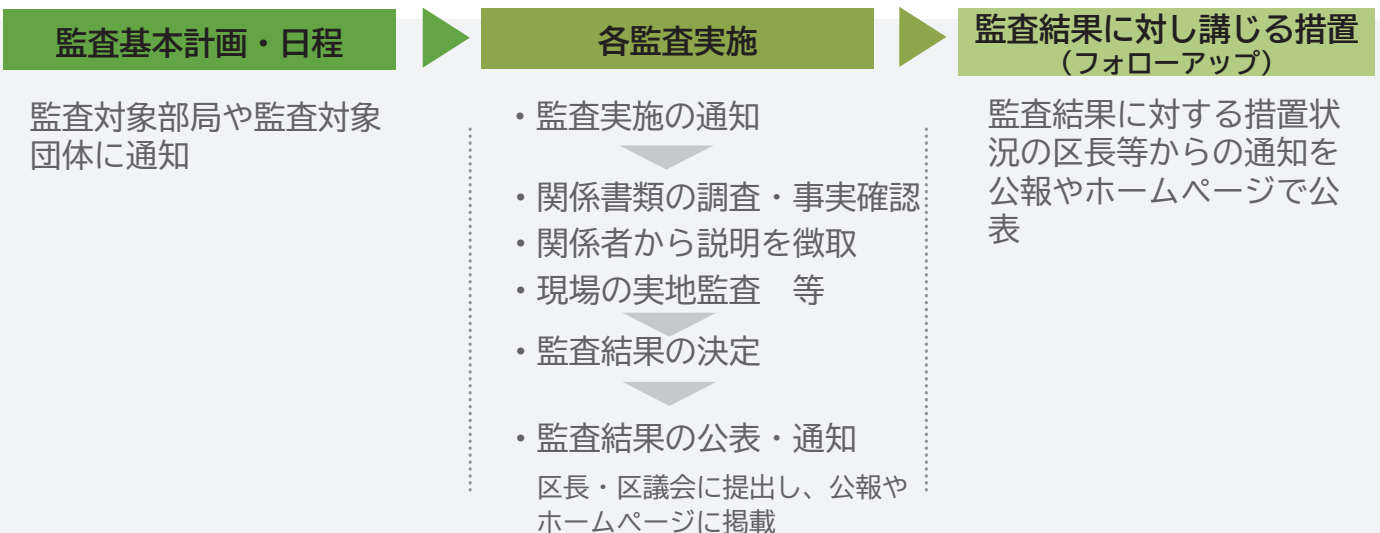 監査基本計画・日程
監査対象部局や監査対象
団体に通知
各監査実施
・監査実施の通知
・関係書類の調査・事実確認
・関係者から説明を徴取
・現場の実地監査　等
・監査結果の決定
・監査結果の公表・通知
区長・区議会に提出し、公報や
ホームページに掲載
監査結果に対し講じる措置
（フォローアップ）
監査結果に対する措置状
況の区長等からの通知を
公報やホームページで公
表